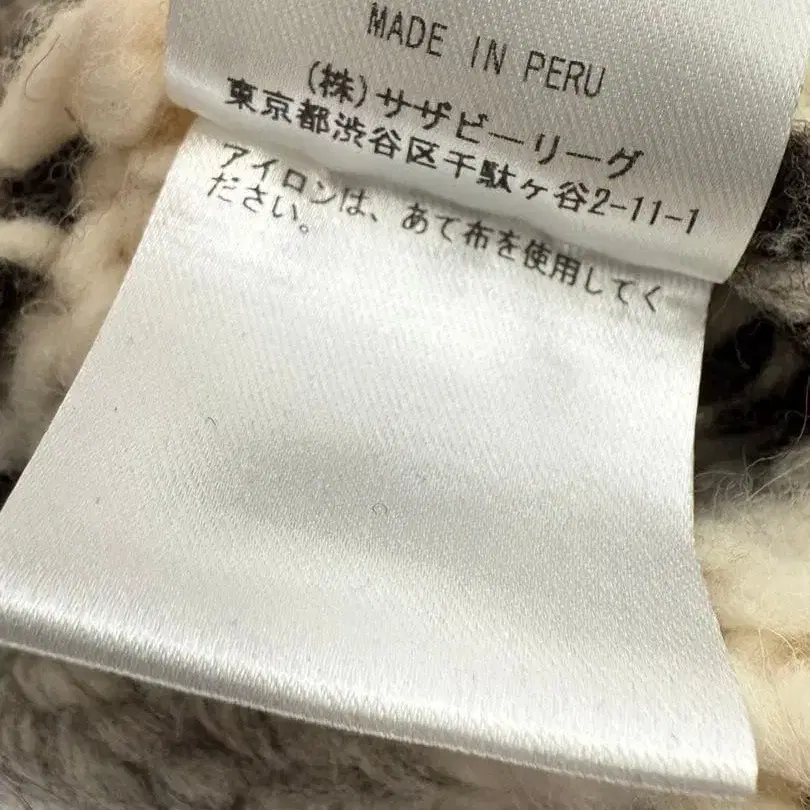 MADE IN PERU
(株)サザビーリーグ
東京都渋谷区千駄ヶ谷2-11-1
アイロンは、あて布を使用してく
ださい。